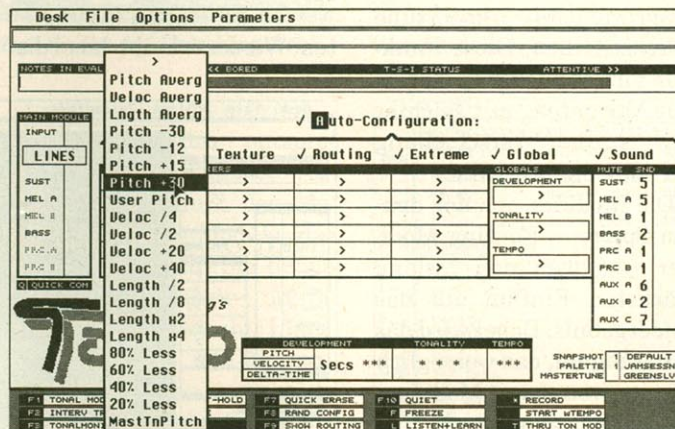 Desk File Options Parameters
>
NOTES IN EVAL
<< BORED
T-S-I STATUS
ATTENTIVE >>
Pitch Averg
Veloc Averg
Lngth Averg
Pitch -30
Pitch -12
Pitch +15
Pitch +30
User Pitch
Veloc /4
Veloc /2
Veloc +20
Veloc +40
Length /2
Length /8
Length x2
Length x4
80% Less
60% Less
40% Less
20% Less
MastTnPitch
MAIN MODULE
INPUT
LINES
SUST
MEL A
MEL B
BASS
PRC A
PRC B
✓ Auto-Configuration:
Texture ✓ Routing ✓ Extreme ✓ Global ✓ Sound
IERS
> > >
> > >
> > >
> > >
> > >
> > >
GLOBALS
DEVELOPMENT
>
TONALITY
>
TEMPO
>
MUTE SND
SUST 5
MEL A 5
MEL B 1
BASS 2
PRC A 1
PRC B 1
AUX A 6
AUX B 2
AUX C 7
Q QUICK COM
g's
DEVELOPMENT TONALITY TEMPO
PITCH
VELOCITY
DELTA-TIME
Secs *** * * * ***
SNAPSHOT 1 DEFAULT
PALETTE 1 JAMSESSN
MASTERTUNE GREENSLV
F1 TONAL MOD
F2 INTERV TR
F3 TONALMONI
T-HOLD
F7 QUICK ERASE
F8 RAND CONFIG
F9 SHOW ROUTING
F10 QUIET
F FREEZE
L LISTEN+LEARN
* RECORD
START wTEMPO
T THRU TON MOD